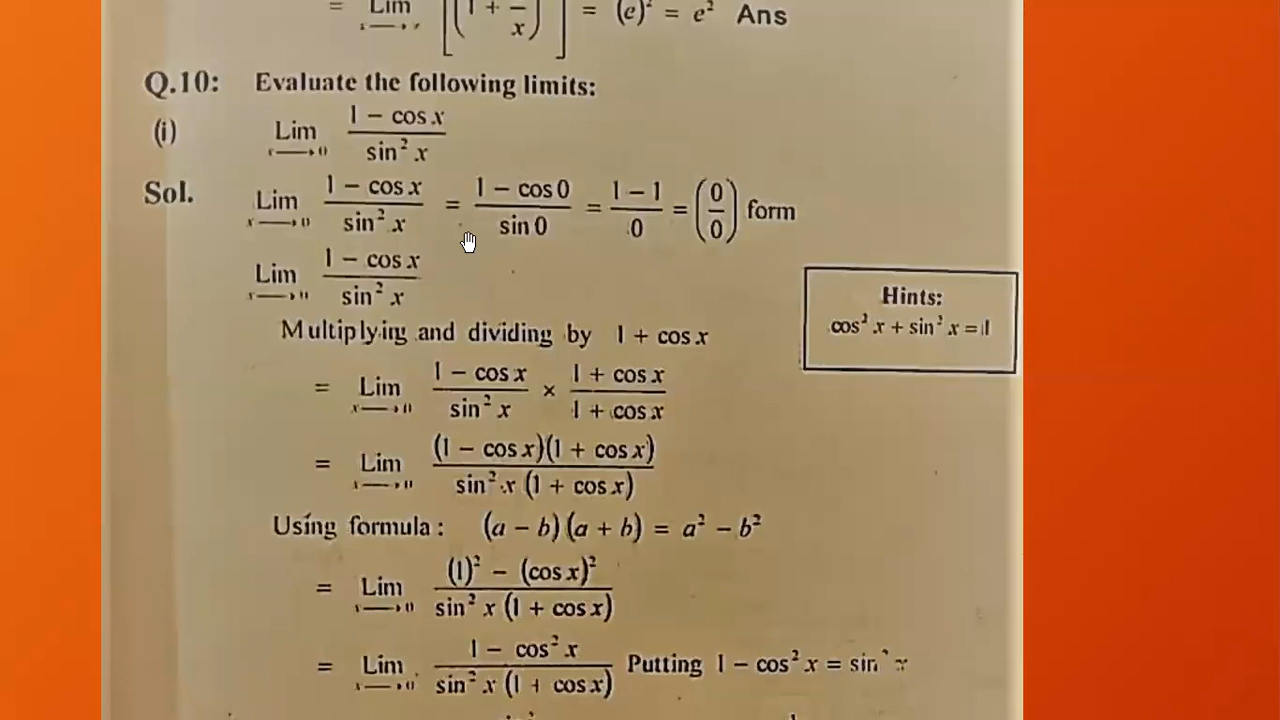 = Lim [(1 + — x)] = (e)² = e² Ans
Q.10: Evaluate the following limits:
(i) Lim x→0 (1 − cos x)/(sin² x)
Sol. Lim x→0 (1 − cos x)/(sin² x) = (1 − cos 0)/(sin 0) = (1 − 1)/0 = (0/0) form
Lim x→0 (1 − cos x)/(sin² x)
Hints:
cos² x + sin² x = 1
Multiplying and dividing by 1 + cos x
= Lim x→0 (1 − cos x)/(sin² x) × (1 + cos x)/(1 + cos x)
= Lim x→0 ((1 − cos x)(1 + cos x))/(sin² x (1 + cos x))
Using formula: (a − b)(a + b) = a² − b²
= Lim x→0 ((1)² − (cos x)²)/(sin² x (1 + cos x))
= Lim x→0 (1 − cos² x)/(sin² x (1 + cos x)) Putting 1 − cos² x = sin² x